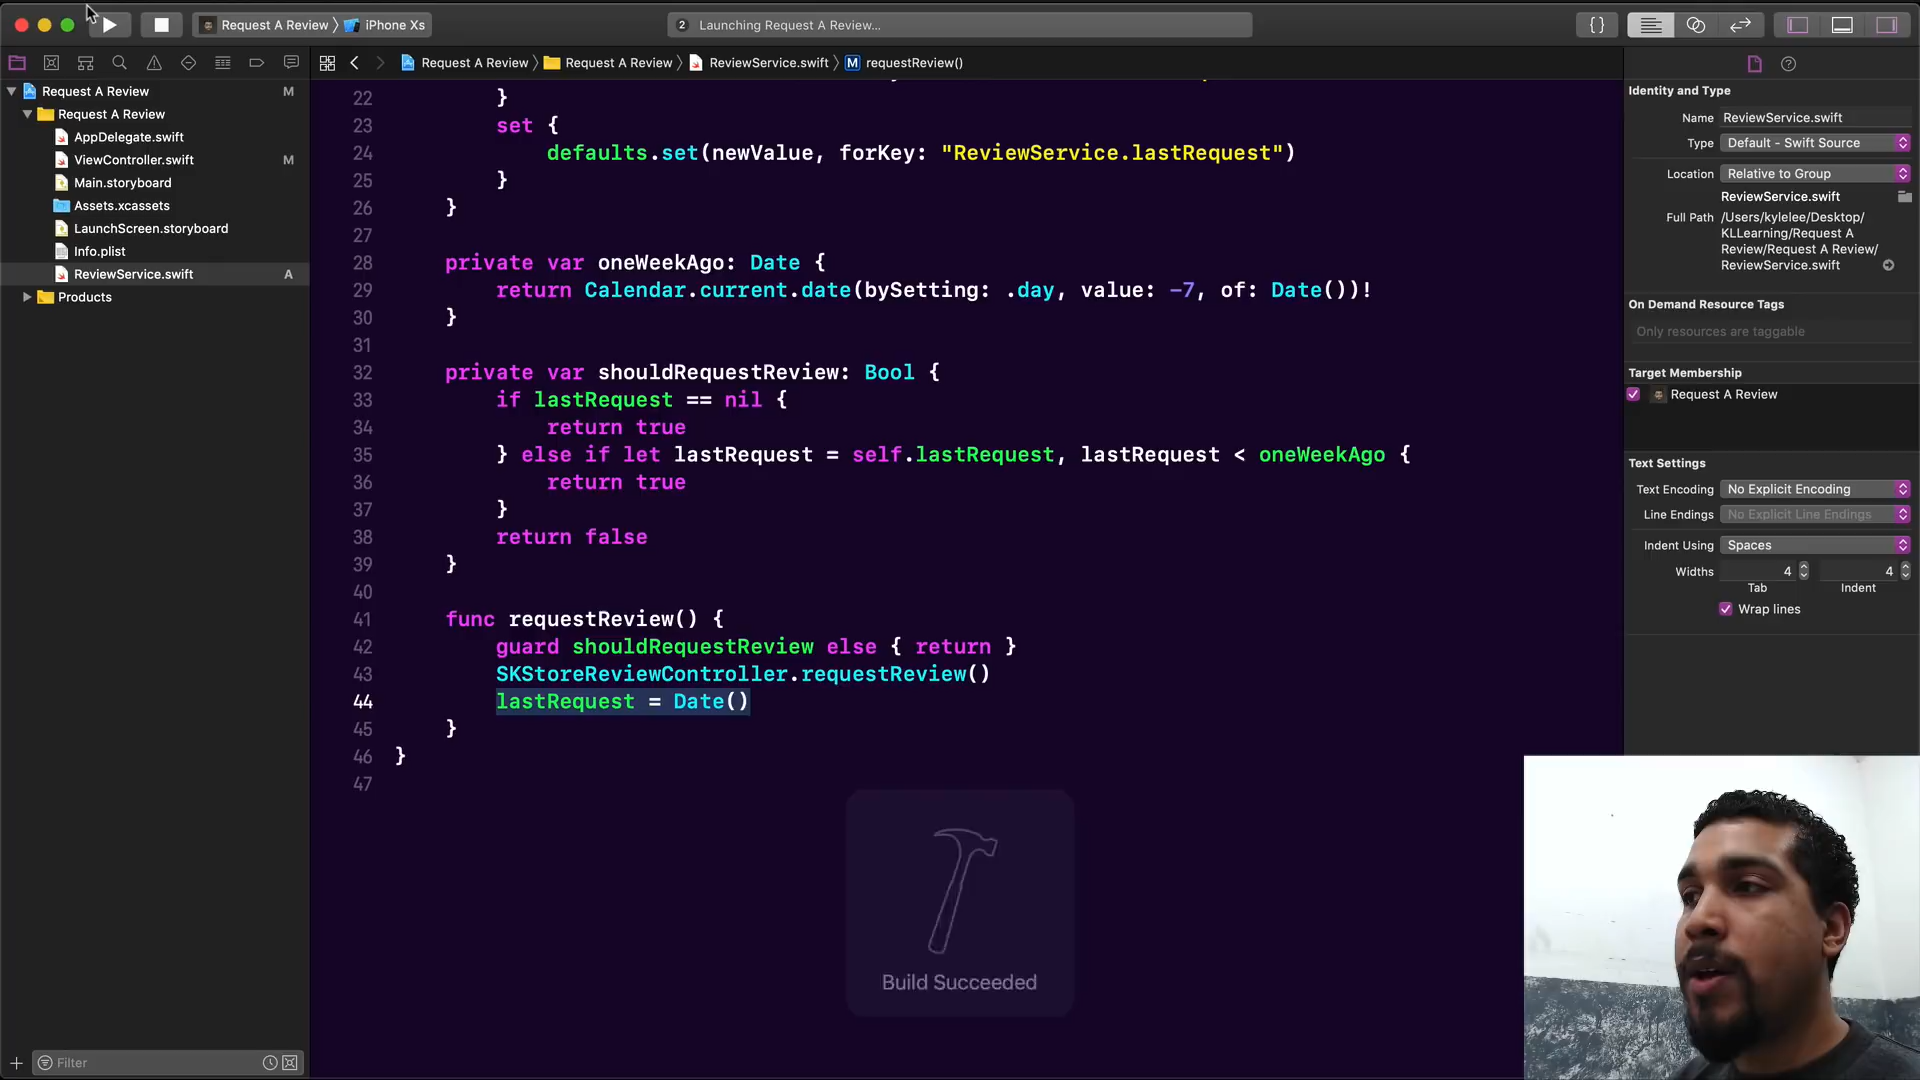 Request A Review
iPhone Xs
2
Launching Request A Review...
Request A Review
Request A Review
ReviewService.swift
M
requestReview()
Request A Review
M
Request A Review
AppDelegate.swift
ViewController.swift
M
Main.storyboard
Assets.xcassets
LaunchScreen.storyboard
Info.plist
ReviewService.swift
A
Products
Filter
22 }
23 set {
24 defaults.set(newValue, forKey: "ReviewService.lastRequest")
25 }
26 }
27
28 private var oneWeekAgo: Date {
29 return Calendar.current.date(bySetting: .day, value: -7, of: Date())!
30 }
31
32 private var shouldRequestReview: Bool {
33 if lastRequest == nil {
34 return true
35 } else if let lastRequest = self.lastRequest, lastRequest < oneWeekAgo {
36 return true
37 }
38 return false
39 }
40
41 func requestReview() {
42 guard shouldRequestReview else { return }
43 SKStoreReviewController.requestReview()
44 lastRequest = Date()
45 }
46 }
47
Build Succeeded
Identity and Type
Name ReviewService.swift
Type Default - Swift Source
Location Relative to Group
ReviewService.swift
Full Path /Users/kylelee/Desktop/
KLLearning/Request A
Review/Request A Review/
ReviewService.swift
On Demand Resource Tags
Only resources are taggable
Target Membership
Request A Review
Text Settings
Text Encoding No Explicit Encoding
Line Endings No Explicit Line Endings
Indent Using Spaces
Widths 4 4
Tab Indent
Wrap lines